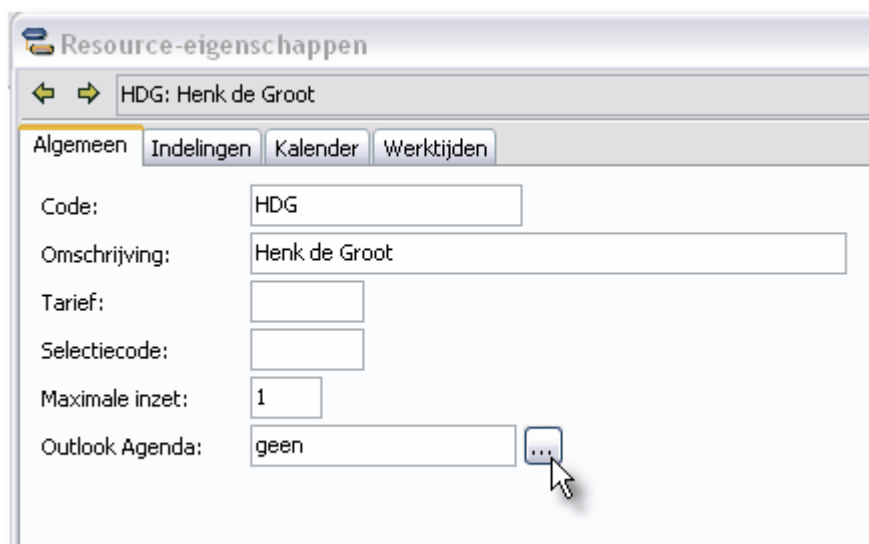 Resource-eigenschappen
HDG: Henk de Groot
Algemeen Indelingen Kalender Werktijden
Code: HDG
Omschrijving: Henk de Groot
Tarief:
Selectiecode:
Maximale inzet: 1
Outlook Agenda: geen ...